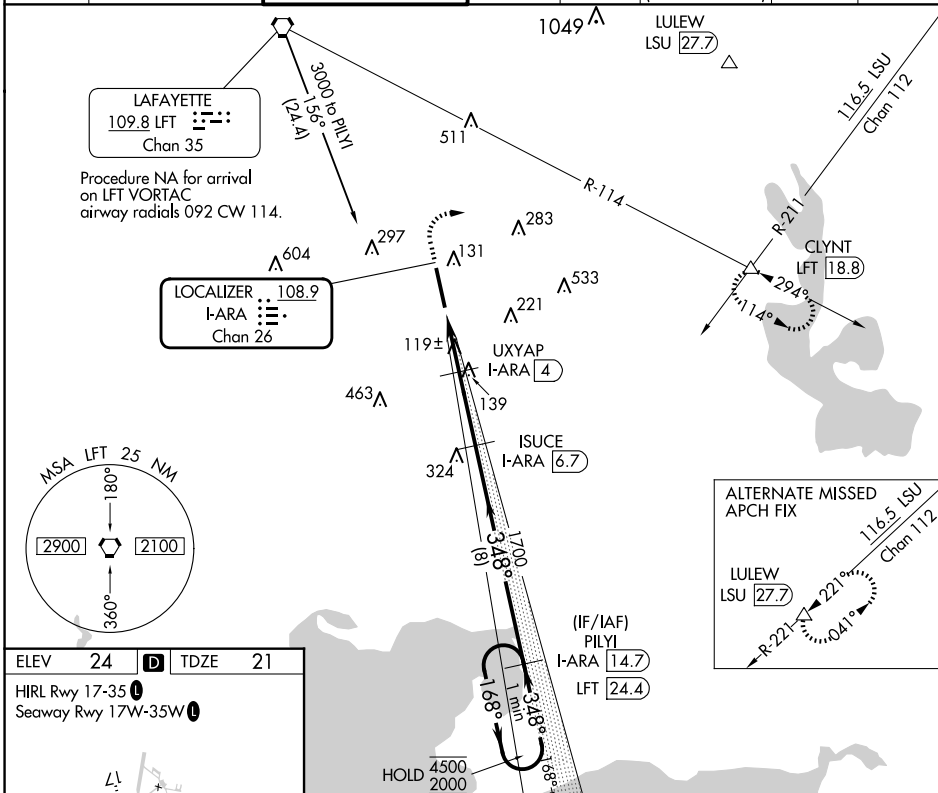 1049
LULEW
LSU 27.7
116.5 LSU
Chan 112
3000 to PILYI
156°
(24.4)
LAFAYETTE
109.8 LFT
Chan 35
511
Procedure NA for arrival
on LFT VORTAC
airway radials 092 CW 114.
R-114
R-211
283
297
131
604
CLYNT
LFT 18.8
294°
114°
533
LOCALIZER 108.9
I-ARA
Chan 26
221
119±
UXYAP
I-ARA 4
139
463
ISUCE
I-ARA 6.7
324
MSA LFT 25 NM
180°
2900
2100
360°
1700
348°
(8)
ALTERNATE MISSED
APCH FIX
116.5 LSU
Chan 112
LULEW
LSU 27.7
221°
041°
R-221
(IF/IAF)
PILYI
I-ARA 14.7
LFT 24.4
168°
1 min
348°
168°
HOLD 4500
2000
ELEV 24 D TDZE 21
HIRL Rwy 17-35 L
Seaway Rwy 17W-35W L
17